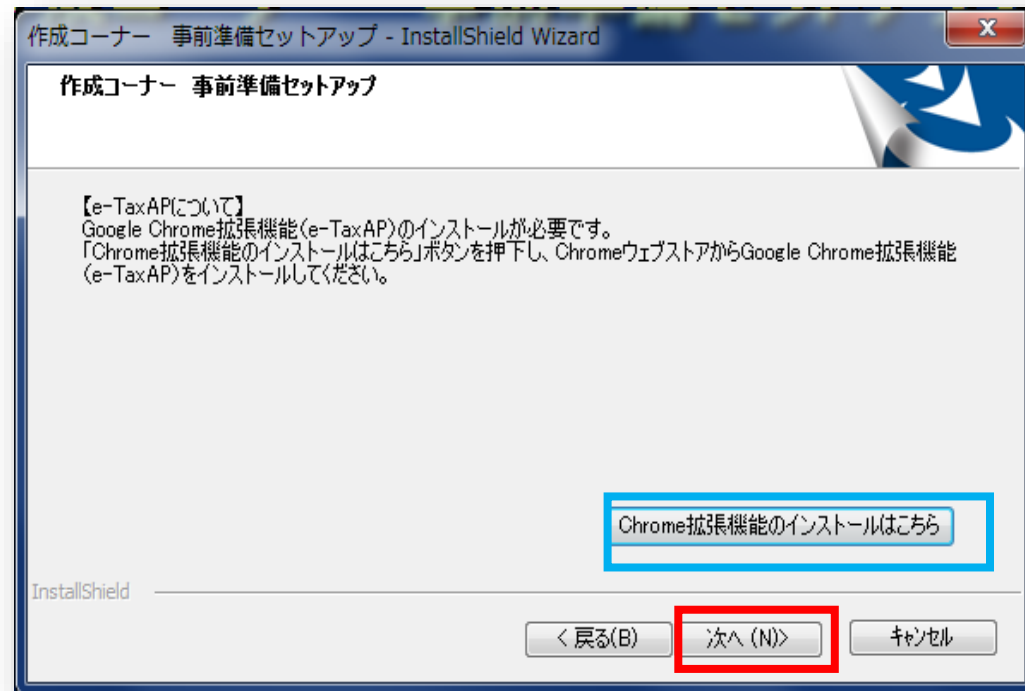 作成コーナー 事前準備セットアップ - InstallShield Wizard
作成コーナー 事前準備セットアップ
【e-TaxAPについて】
Google Chrome拡張機能(e-TaxAP)のインストールが必要です。
「Chrome拡張機能のインストールはこちら」ボタンを押下し、ChromeウェブストアからGoogle Chrome拡張機能
(e-TaxAP)をインストールしてください。
Chrome拡張機能のインストールはこちら
InstallShield
< 戻る(B)
次へ (N)>
キャンセル